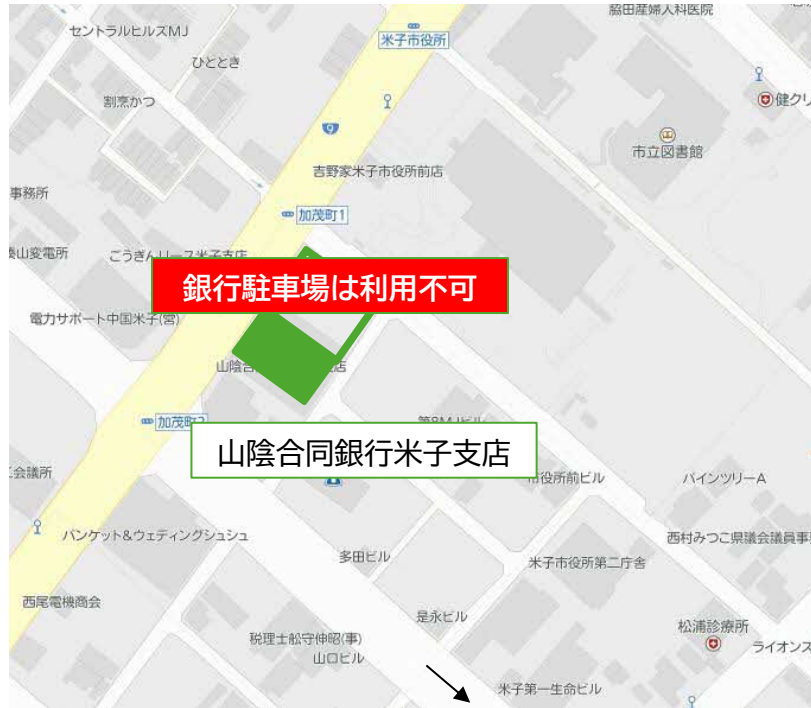 脇田産婦人科医院
セントラルヒルズMJ
米子市役所
ひととき
健クリ
割烹かつ
9
市立図書館
吉野家米子市役所前店
事務所
加茂町1
山変電所
こうぎんリース米子支店
銀行駐車場は利用不可
電力サポート中国米子(営)
山陰合
店
加茂町2
山陰合同銀行米子支店
会議所
市役所前ビル
パインツリーA
バンケット&ウェディングシュシュ
西村みつこ県議会議員事
多田ビル
米子市役所第二庁舎
西尾電機商会
是永ビル
松浦診療所
税理士舩守伸昭(事)
山口ビル
ライオンズ
米子第一生命ビル